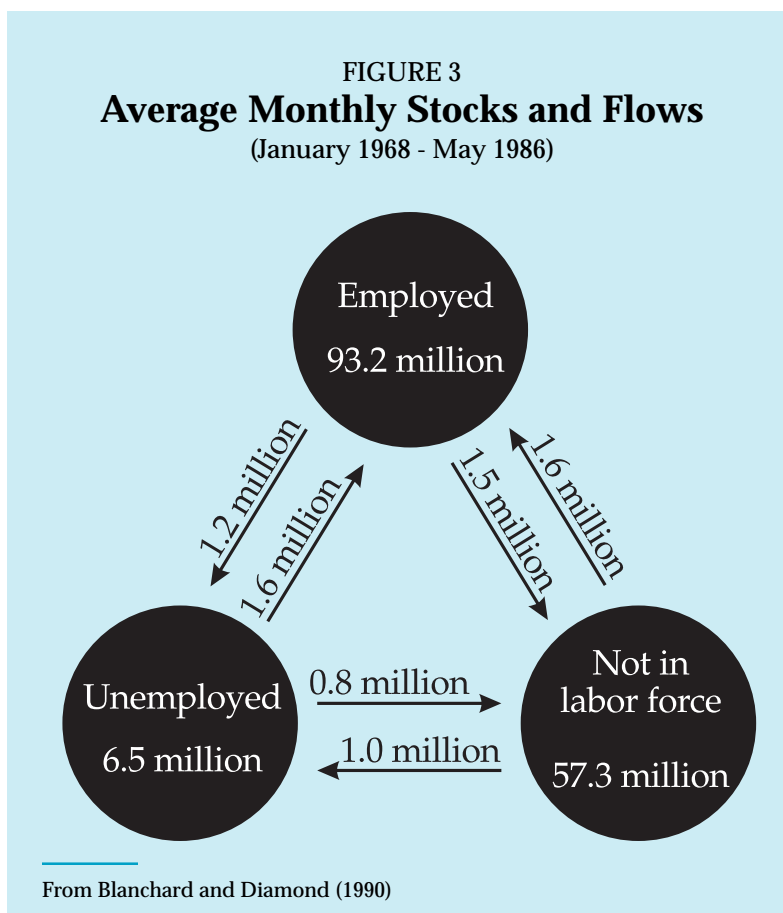 FIGURE 3
Average Monthly Stocks and Flows
(January 1968 - May 1986)
Employed
93.2 million
1.2 million
1.6 million
1.5 million
1.6 million
Unemployed
6.5 million
0.8 million
1.0 million
Not in
labor force
57.3 million
From Blanchard and Diamond (1990)